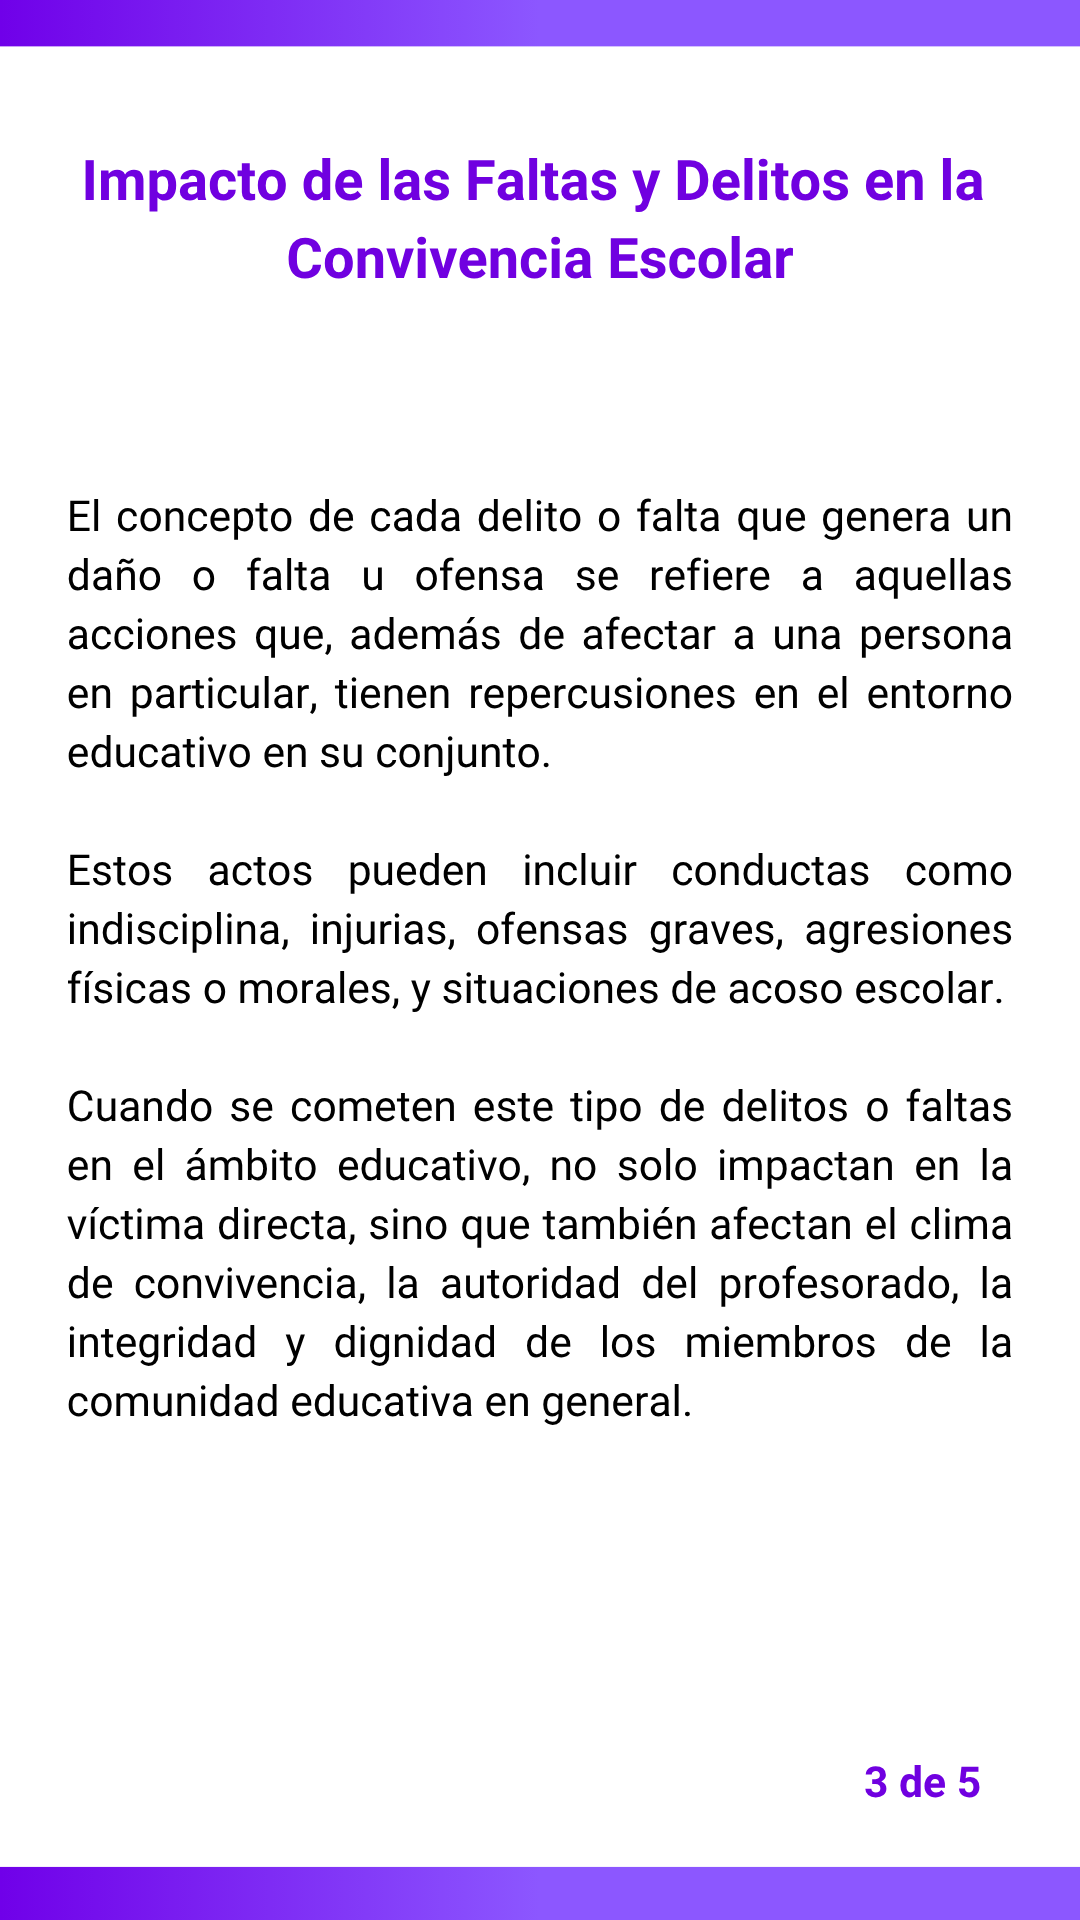 Impacto de las Faltas y Delitos en la
Convivencia Escolar
El concepto de cada delito o falta que genera un
daño o falta u ofensa se refiere a aquellas
acciones que, además de afectar a una persona
en particular, tienen repercusiones en el entorno
educativo en su conjunto.
Estos actos pueden incluir conductas como
indisciplina, injurias, ofensas graves, agresiones
físicas o morales, y situaciones de acoso escolar.
Cuando se cometen este tipo de delitos o faltas
en el ámbito educativo, no solo impactan en la
víctima directa, sino que también afectan el clima
de convivencia, la autoridad del profesorado, la
integridad y dignidad de los miembros de la
comunidad educativa en general.
3 de 5